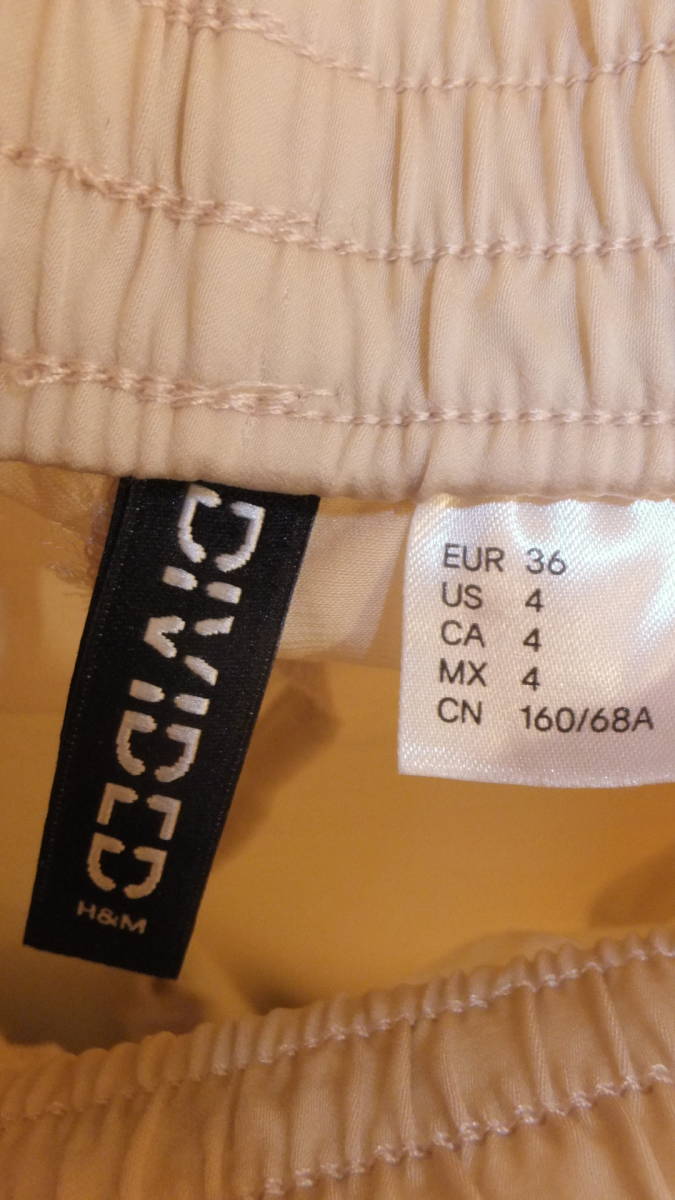 DIVIDED
H&M
EUR 36
US 4
CA 4
MX 4
CN 160/68A